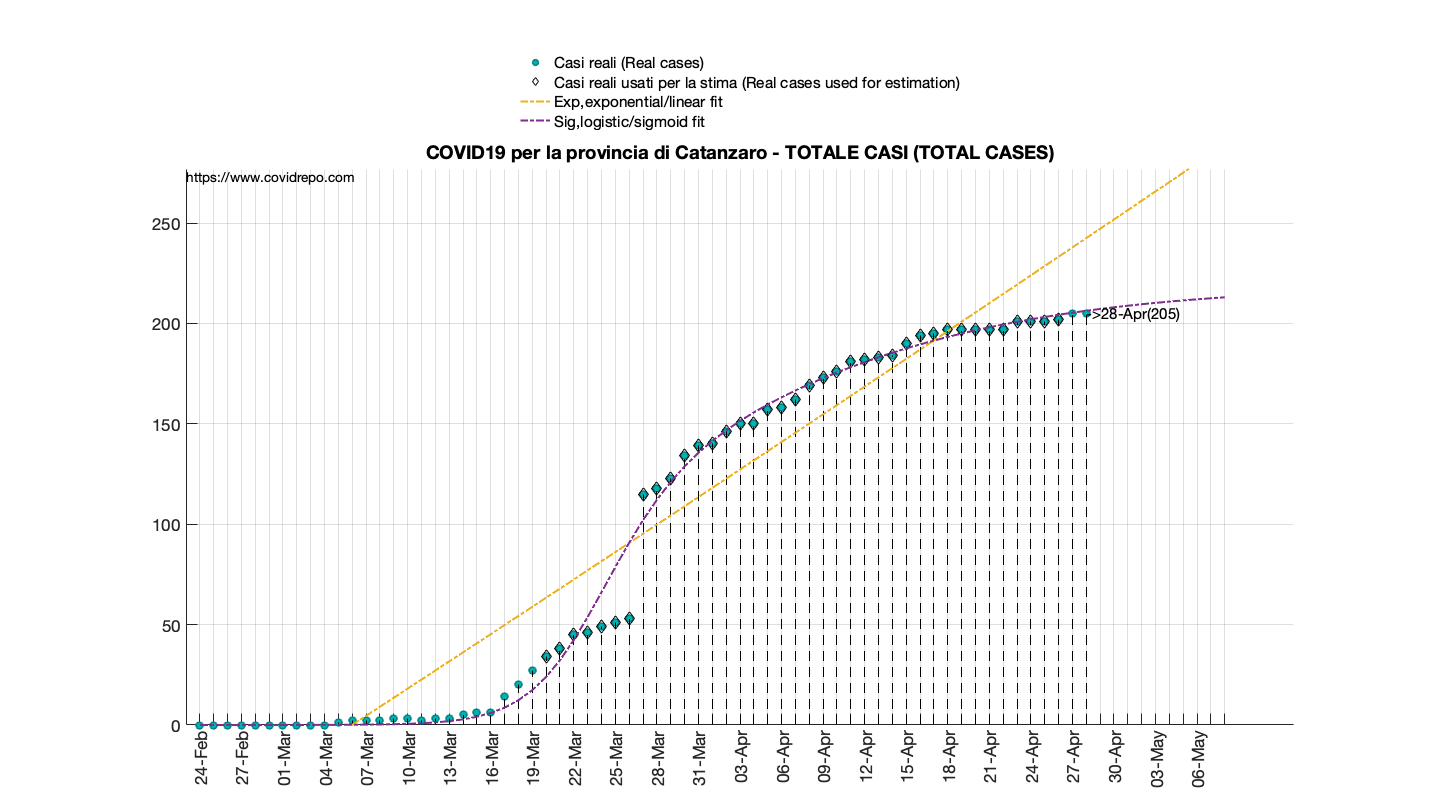 Casi reali (Real cases)
Casi reali usati per la stima (Real cases used for estimation)
Exp,exponential/linear fit
Sig,logistic/sigmoid fit
COVID19 per la provincia di Catanzaro - TOTALE CASI (TOTAL CASES)
https://www.covidrepo.com
250
200
150
100
50
0
>28-Apr(205)
24-Feb
27-Feb
01-Mar
04-Mar
07-Mar
10-Mar
13-Mar
16-Mar
19-Mar
22-Mar
25-Mar
28-Mar
31-Mar
03-Apr
06-Apr
09-Apr
12-Apr
15-Apr
18-Apr
21-Apr
24-Apr
27-Apr
30-Apr
03-May
06-May